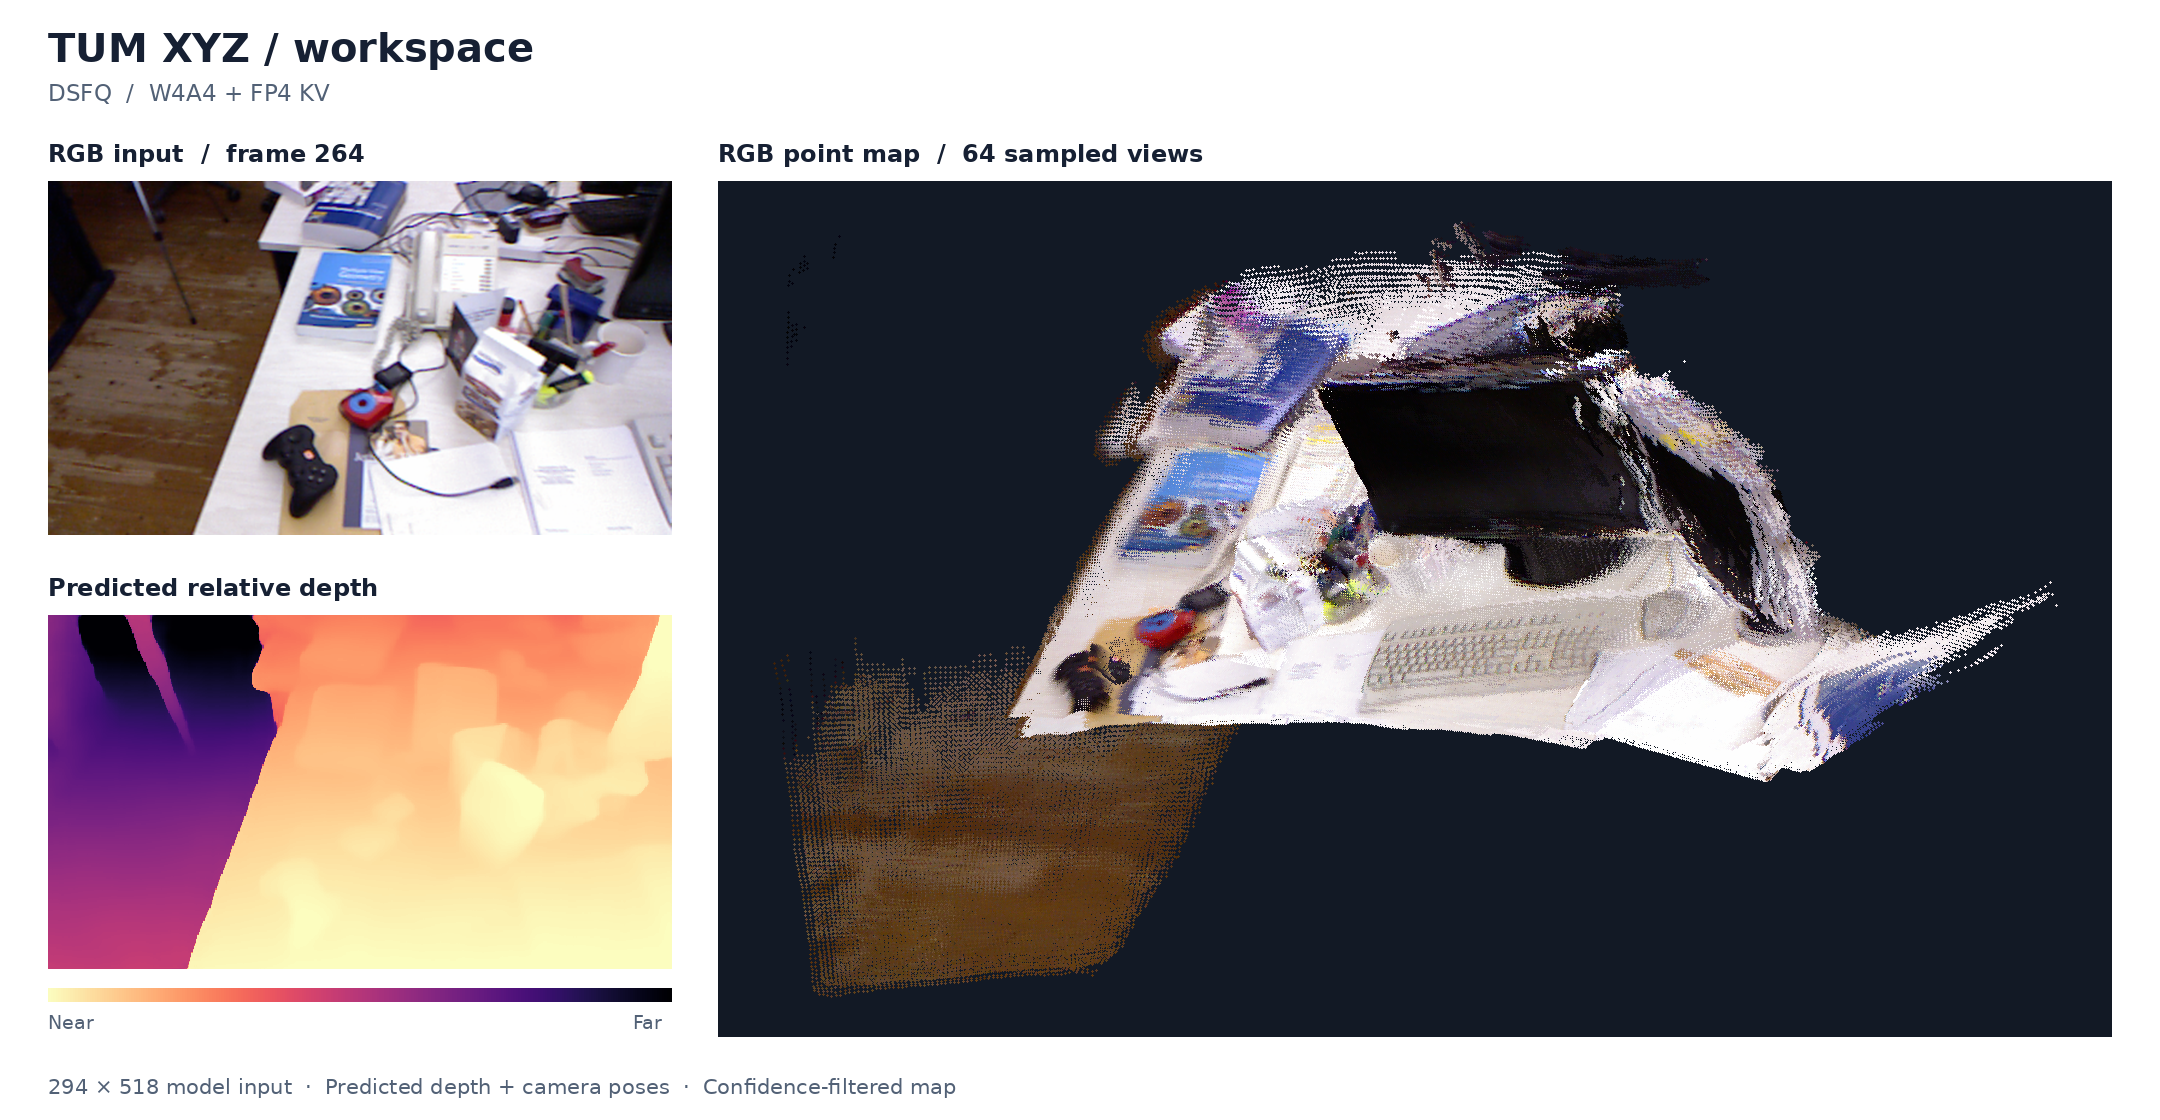 TUM XYZ / workspace
DSFQ / W4A4 + FP4 KV
RGB input / frame 264
RGB point map / 64 sampled views
Geometry
Predicted relative depth
Near
Far
294 × 518 model input · Predicted depth + camera poses · Confidence-filtered map